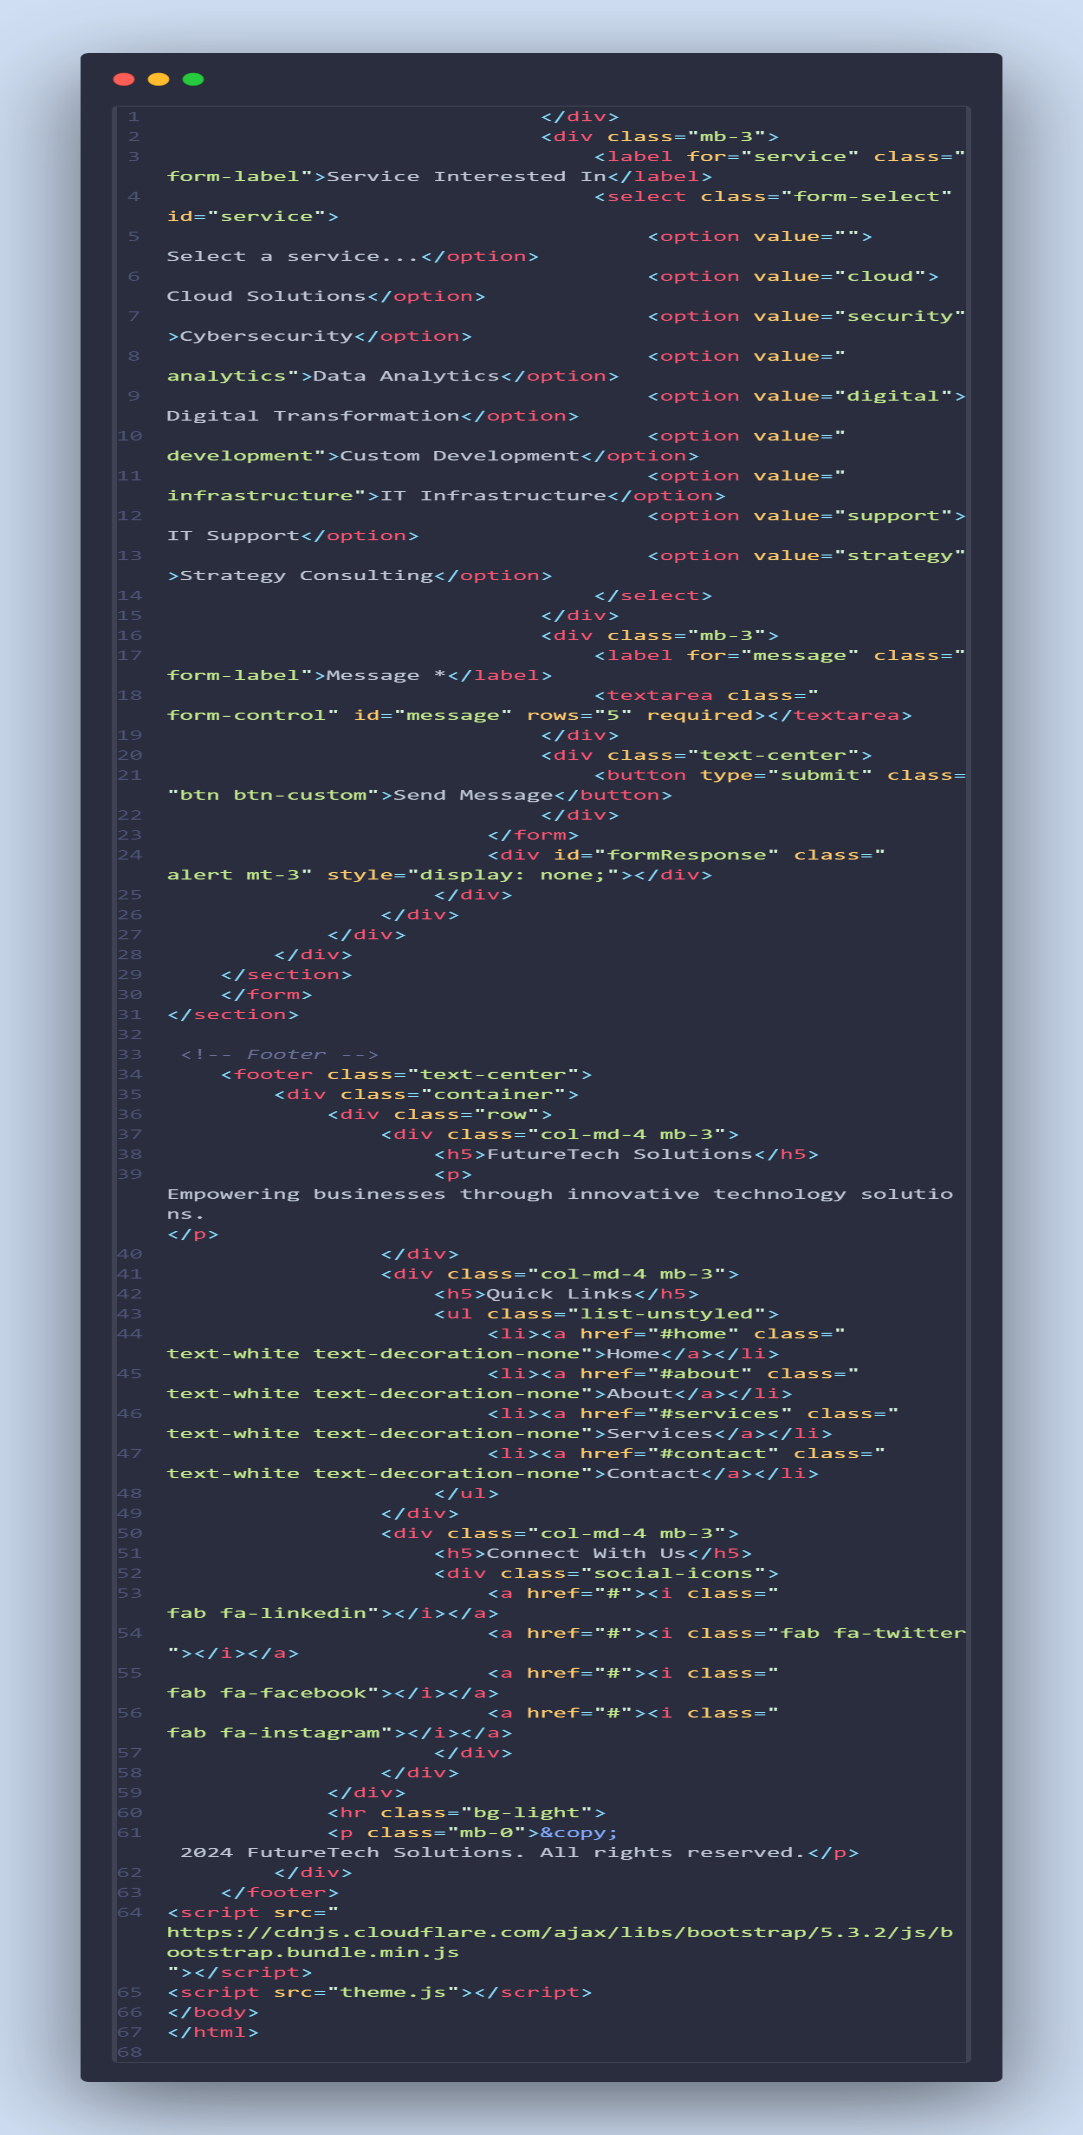 1 </div>
2 <div class="mb-3">
3 <label for="service" class="
form-label">Service Interested In</label>
4 <select class="form-select"
id="service">
5 <option value="">
Select a service...</option>
6 <option value="cloud">
Cloud Solutions</option>
7 <option value="security"
>Cybersecurity</option>
8 <option value="
analytics">Data Analytics</option>
9 <option value="digital">
Digital Transformation</option>
10 <option value="
development">Custom Development</option>
11 <option value="
infrastructure">IT Infrastructure</option>
12 <option value="support">
IT Support</option>
13 <option value="strategy"
>Strategy Consulting</option>
14 </select>
15 </div>
16 <div class="mb-3">
17 <label for="message" class="
form-label">Message *</label>
18 <textarea class="
form-control" id="message" rows="5" required></textarea>
19 </div>
20 <div class="text-center">
21 <button type="submit" class=
"btn btn-custom">Send Message</button>
22 </div>
23 </form>
24 <div id="formResponse" class="
alert mt-3" style="display: none;"></div>
25 </div>
26 </div>
27 </div>
28 </div>
29 </section>
30 </form>
31 </section>
32
33 <!-- Footer -->
34 <footer class="text-center">
35 <div class="container">
36 <div class="row">
37 <div class="col-md-4 mb-3">
38 <h5>FutureTech Solutions</h5>
39 <p>
Empowering businesses through innovative technology solutio
ns.
</p>
40 </div>
41 <div class="col-md-4 mb-3">
42 <h5>Quick Links</h5>
43 <ul class="list-unstyled">
44 <li><a href="#home" class="
text-white text-decoration-none">Home</a></li>
45 <li><a href="#about" class="
text-white text-decoration-none">About</a></li>
46 <li><a href="#services" class="
text-white text-decoration-none">Services</a></li>
47 <li><a href="#contact" class="
text-white text-decoration-none">Contact</a></li>
48 </ul>
49 </div>
50 <div class="col-md-4 mb-3">
51 <h5>Connect With Us</h5>
52 <div class="social-icons">
53 <a href="#"><i class="
fab fa-linkedin"></i></a>
54 <a href="#"><i class="fab fa-twitter
"></i></a>
55 <a href="#"><i class="
fab fa-facebook"></i></a>
56 <a href="#"><i class="
fab fa-instagram"></i></a>
57 </div>
58 </div>
59 </div>
60 <hr class="bg-light">
61 <p class="mb-0">&copy;
2024 FutureTech Solutions. All rights reserved.</p>
62 </div>
63 </footer>
64 <script src="
https://cdnjs.cloudflare.com/ajax/libs/bootstrap/5.3.2/js/b
ootstrap.bundle.min.js
"></script>
65 <script src="theme.js"></script>
66 </body>
67 </html>
68